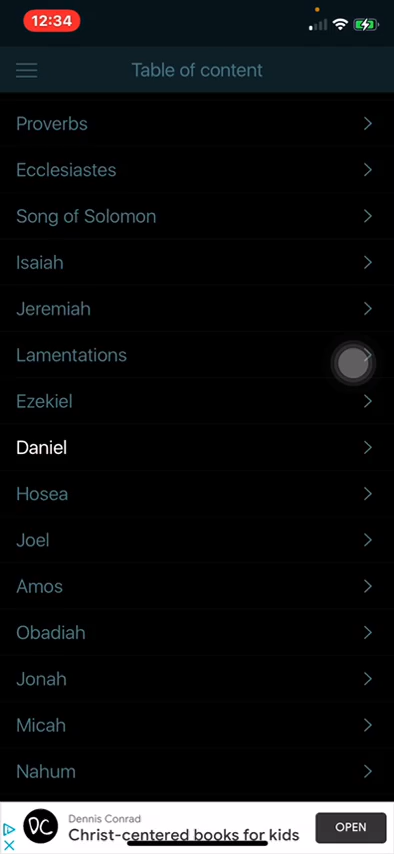 12:34
Table of content
Proverbs
Ecclesiastes
Song of Solomon
Isaiah
Jeremiah
Lamentations
Ezekiel
Daniel
Hosea
Joel
Amos
Obadiah
Jonah
Micah
Nahum
DC
Dennis Conrad
Christ-centered books for kids
OPEN